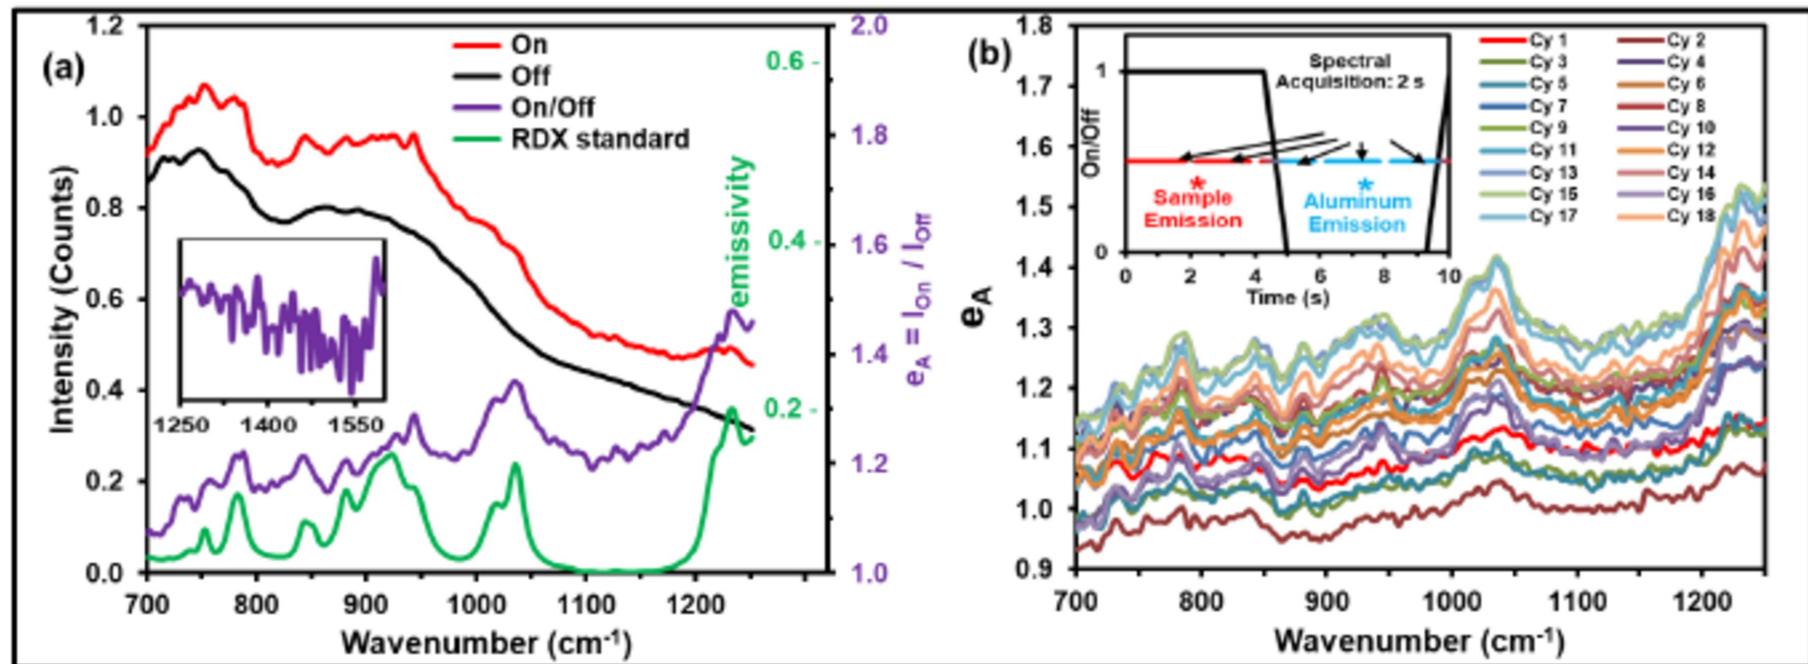 (a)
On
Off
On/Off
RDX standard
Intensity (Counts)
1.2
1.0
0.8
0.6
0.4
0.2
0.0
700 800 900 1000 1100 1200
Wavenumber (cm-1)
1250 1400 1550
0.6 -
0.4 -
0.2 -
emissivity
2.0
1.8
1.6
1.4
1.2
1.0
eA = IOn / IOff
(b)
1.8
1.7
1.6
1.5
1.4
1.3
1.2
1.1
1.0
0.9
eA
700 800 900 1000 1100 1200
Wavenumber (cm-1)
On/Off
1
0
Spectral
Acquisition: 2 s
* Sample
Emission
* Aluminum
Emission
0 2 4 6 8 10
Time (s)
Cy 1 Cy 2
Cy 3 Cy 4
Cy 5 Cy 6
Cy 7 Cy 8
Cy 9 Cy 10
Cy 11 Cy 12
Cy 13 Cy 14
Cy 15 Cy 16
Cy 17 Cy 18